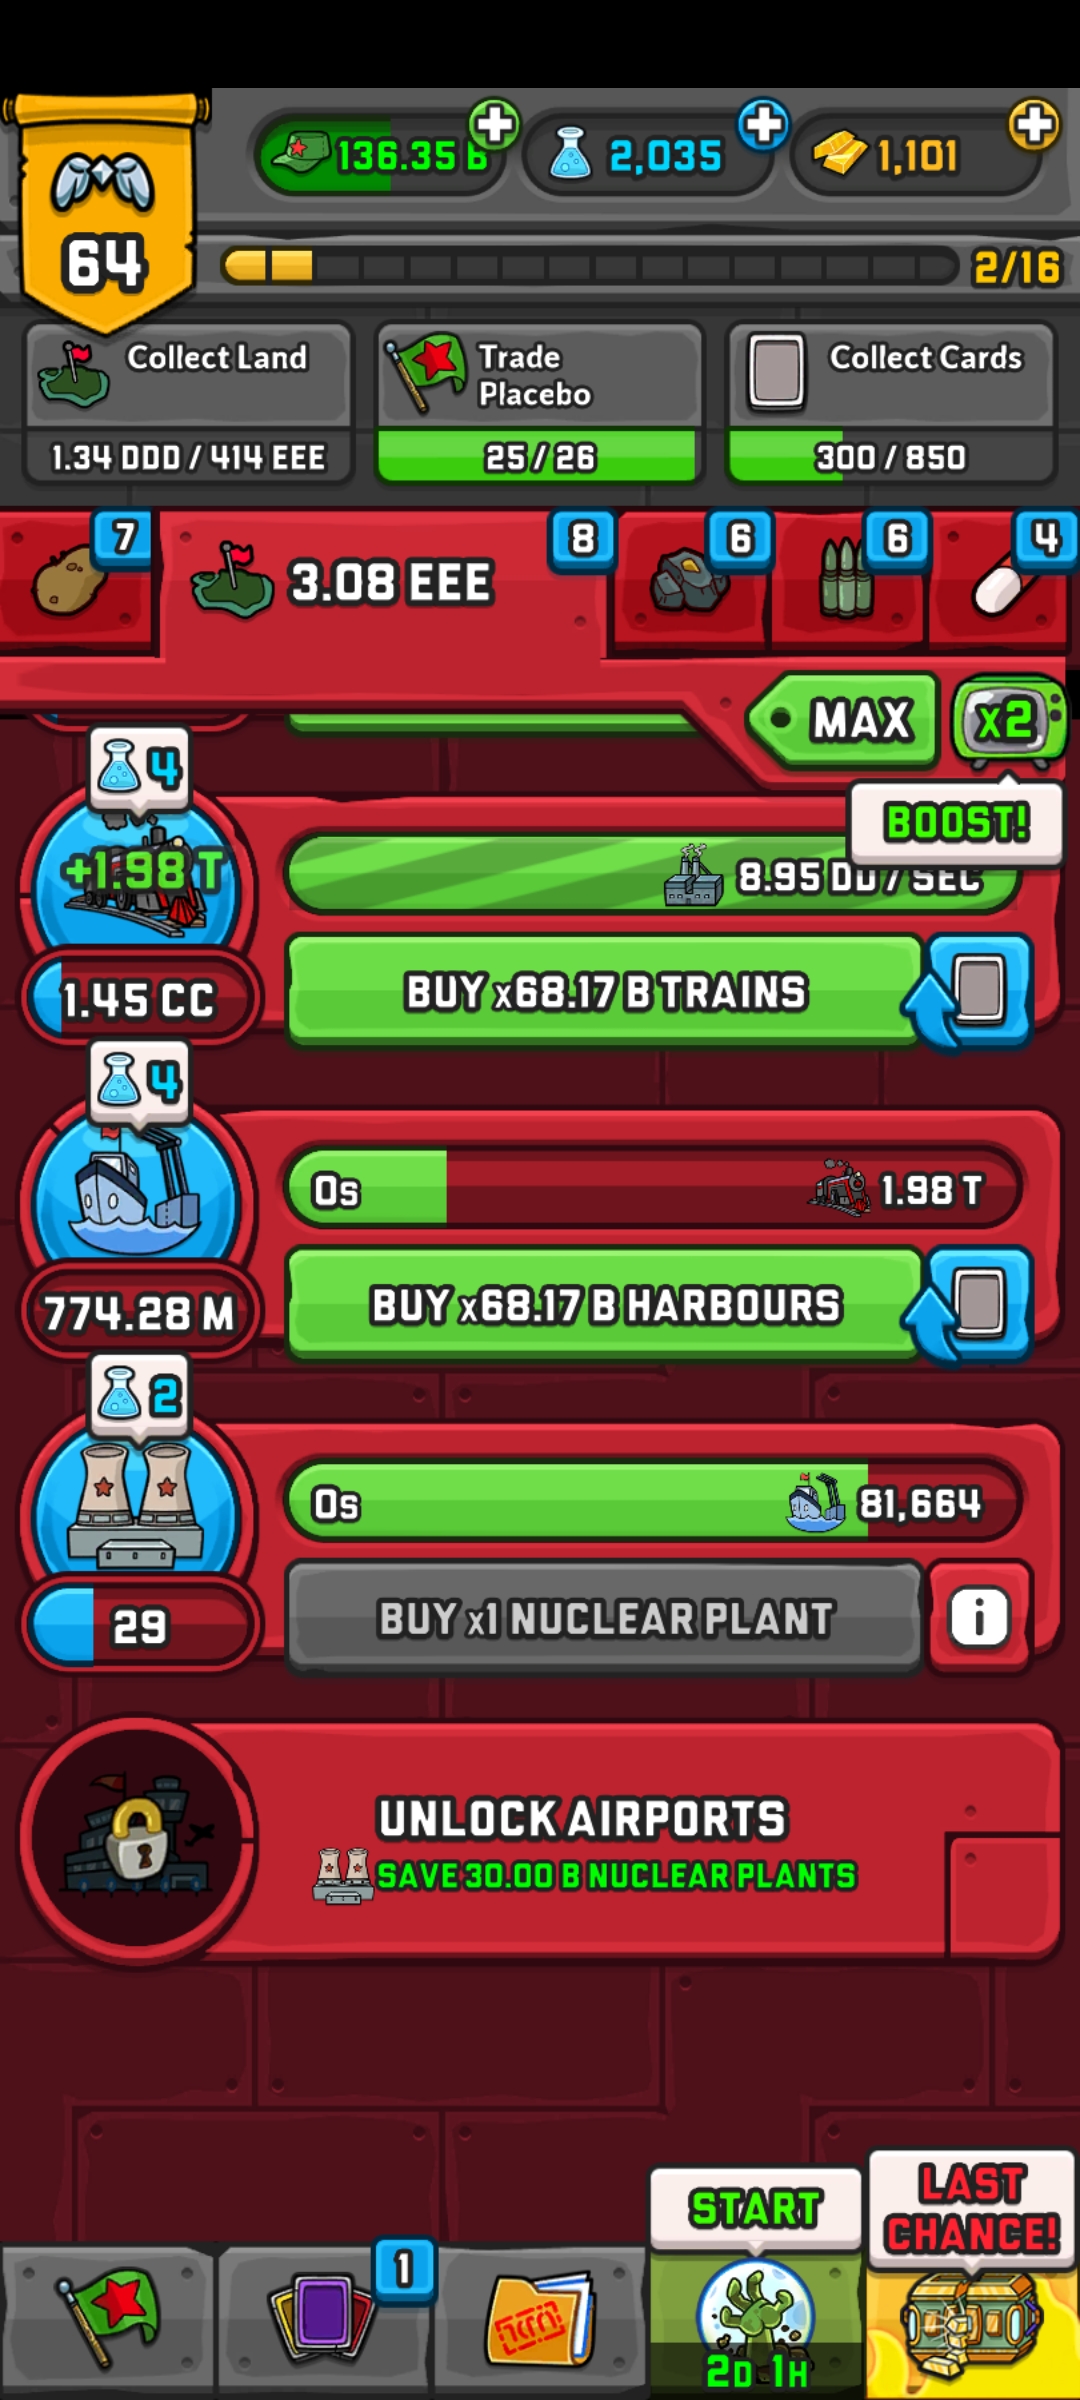 136.35 B
2,035
1,101
64
2/16
Collect Land
1.34 DDD / 414 EEE
Trade
Placebo
25 / 26
Collect Cards
300 / 850
7
3.08 EEE
8
6
6
4
MAX
x2
BOOST!
4
+1.98 T
8.95 DD / SEC
1.45 CC
BUY x68.17 B TRAINS
4
0s
1.98 T
774.28 M
BUY x68.17 B HARBOURS
2
0s
81,664
29
BUY x1 NUCLEAR PLANT
i
UNLOCK AIRPORTS
SAVE 30.00 B NUCLEAR PLANTS
START
LAST
CHANCE!
1
2D 1H